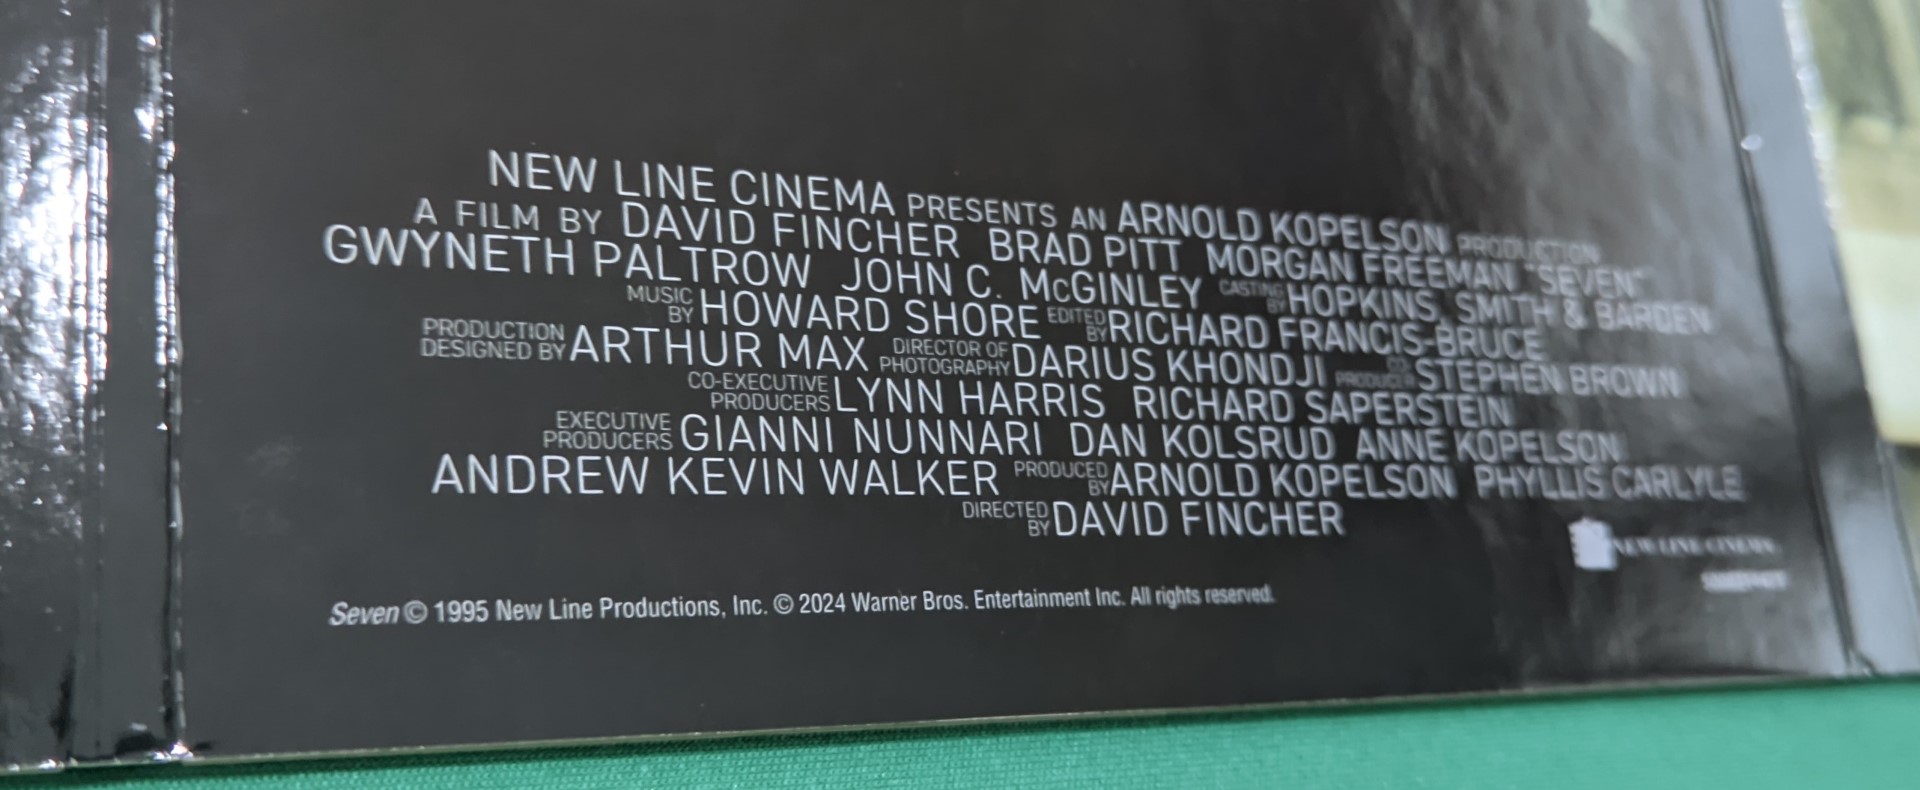 NEW LINE CINEMA PRESENTS AN ARNOLD KOPELSON PRODUCTION
A FILM BY DAVID FINCHER BRAD PITT MORGAN FREEMAN "SEVEN"
GWYNETH PALTROW JOHN C. McGINLEY CASTING BY HOPKINS, SMITH & BARDEN
MUSIC BY HOWARD SHORE EDITED BY RICHARD FRANCIS-BRUCE
PRODUCTION DESIGNED BY ARTHUR MAX DIRECTOR OF PHOTOGRAPHY DARIUS KHONDJI CO-PRODUCER STEPHEN BROWN
CO-EXECUTIVE PRODUCERS LYNN HARRIS RICHARD SAPERSTEIN
EXECUTIVE PRODUCERS GIANNI NUNNARI DAN KOLSRUD ANNE KOPELSON
ANDREW KEVIN WALKER PRODUCED BY ARNOLD KOPELSON PHYLLIS CARLYLE
DIRECTED BY DAVID FINCHER
NEW LINE CINEMA
Seven © 1995 New Line Productions, Inc. © 2024 Warner Bros. Entertainment Inc. All rights reserved.